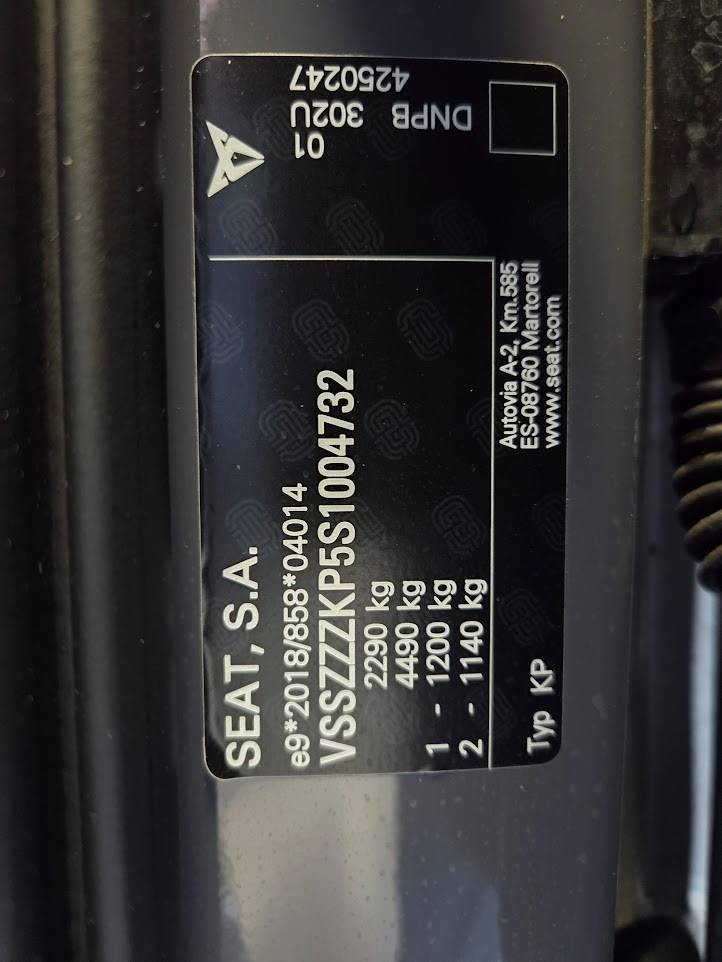 SEAT, S.A.
e9*2018/858*04014
VSSZZZKP5S1004732
2290 kg
4490 kg
1 - 1200 kg
2 - 1140 kg
Typ KP
Autovia A-2, Km.585
ES-08760 Martorell
www.seat.com
01
302U
4250247
DNPB